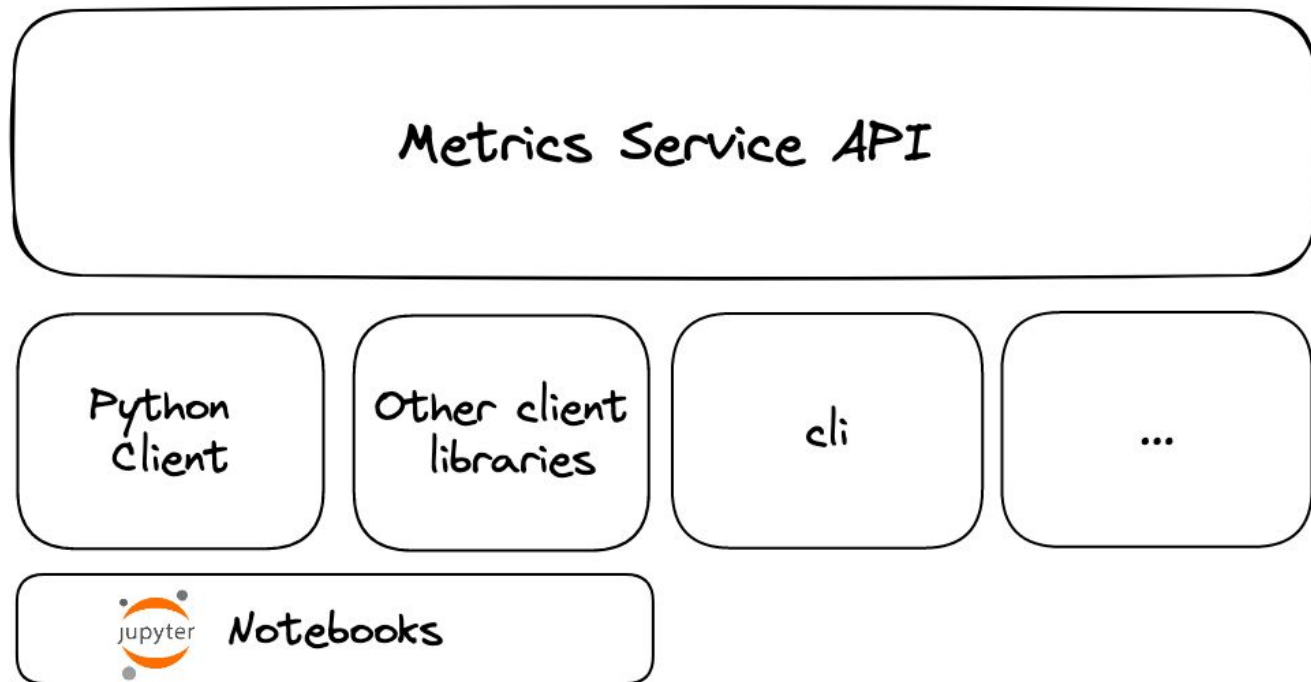 Metrics Service API
Python
Client
Other client
libraries
cli
...
jupyter Notebooks